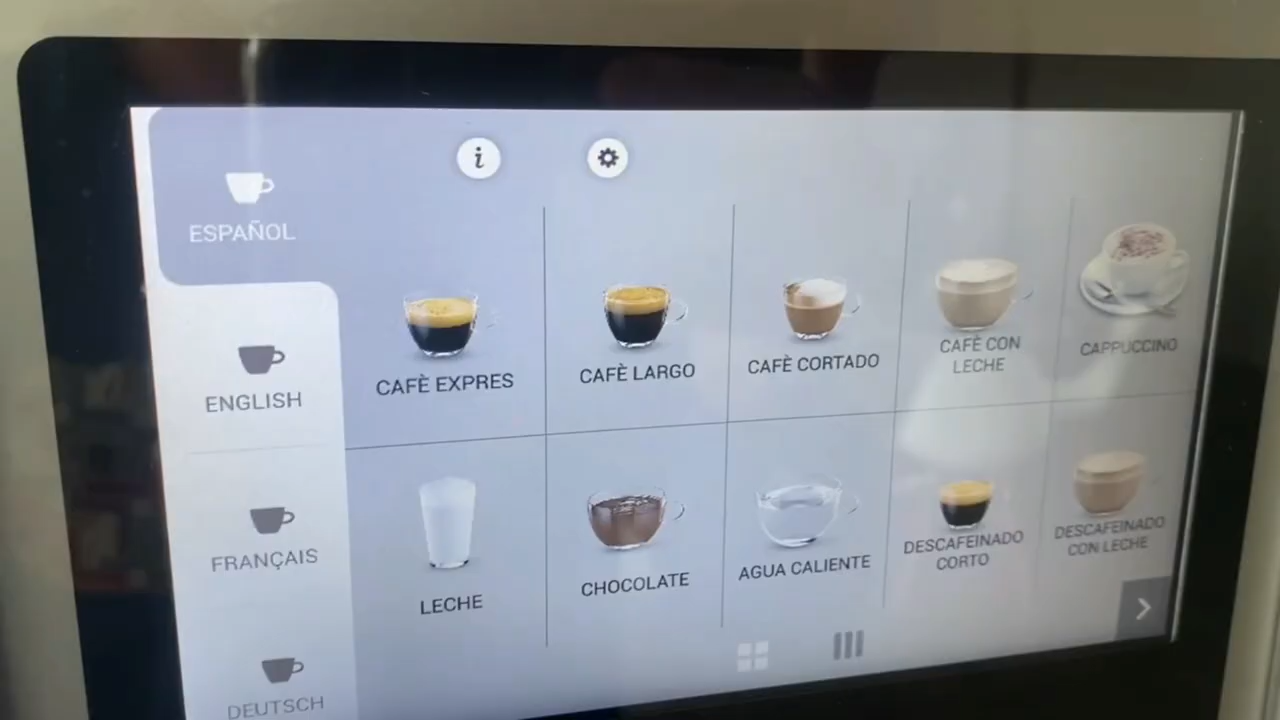 i
ESPAÑOL
ENGLISH
FRANÇAIS
DEUTSCH
CAFÈ EXPRES
CAFÈ LARGO
CAFÈ CORTADO
CAFÈ CON
LECHE
CAPPUCCINO
LECHE
CHOCOLATE
AGUA CALIENTE
DESCAFEINADO
CORTO
DESCAFEINADO
CON LECHE